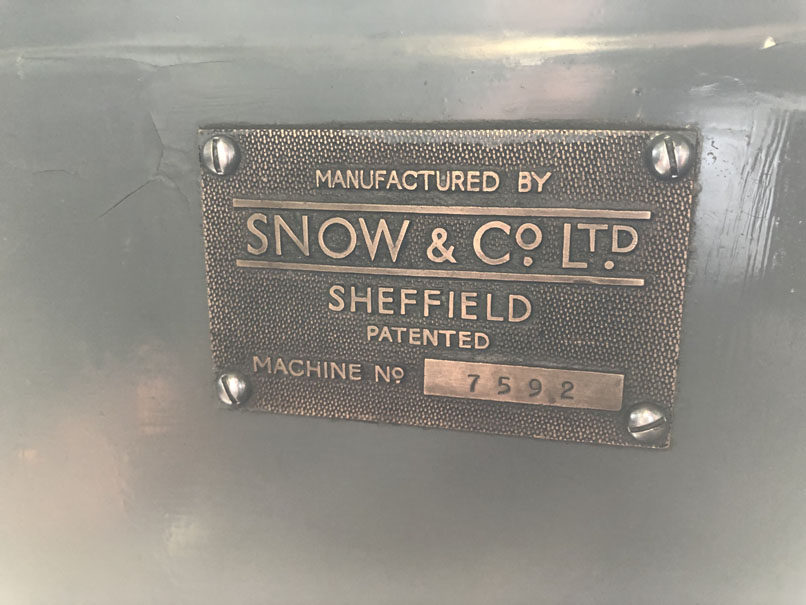 MANUFACTURED BY
SNOW & Cº. LTD.
SHEFFIELD
PATENTED
MACHINE Nº 7592